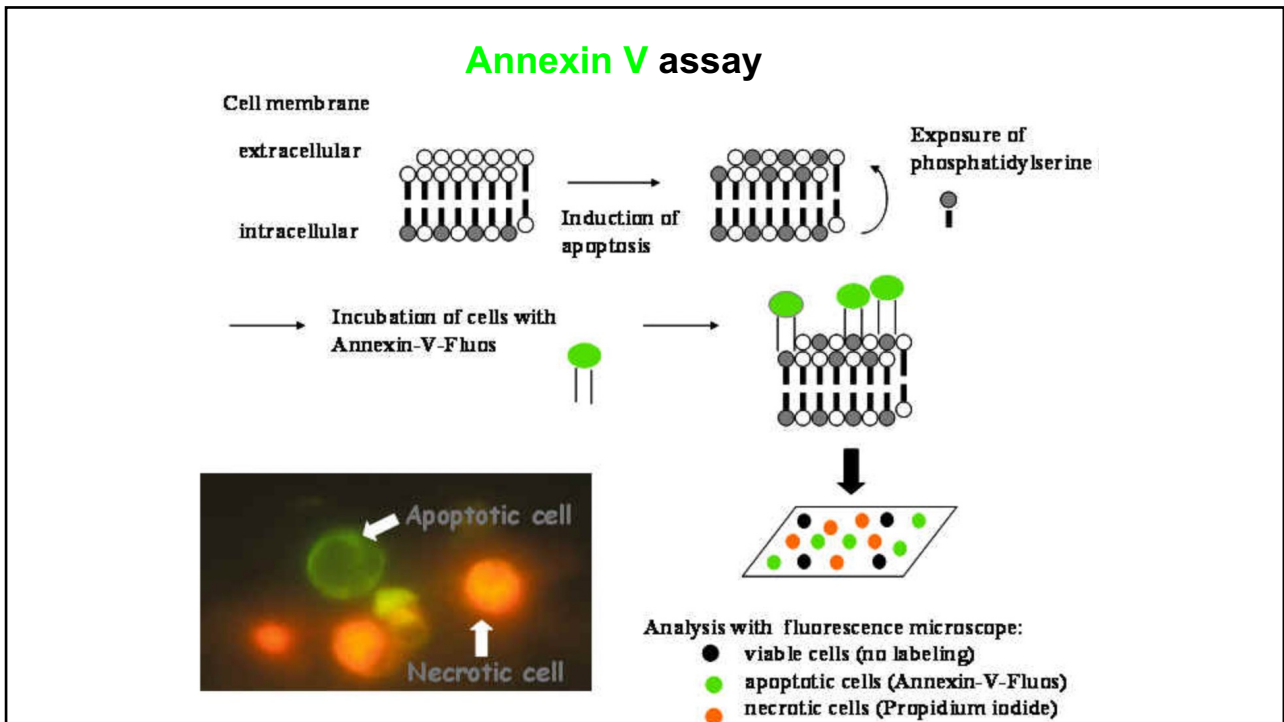 Annexin V assay
Cell membrane
extracellular
intracellular
Induction of
apoptosis
Exposure of
phosphatidylserine
Incubation of cells with
Annexin-V-Fluos
Apoptotic cell
Necrotic cell
Analysis with fluorescence microscope:
viable cells (no labeling)
apoptotic cells (Annexin-V-Fluos)
necrotic cells (Propidium iodide)